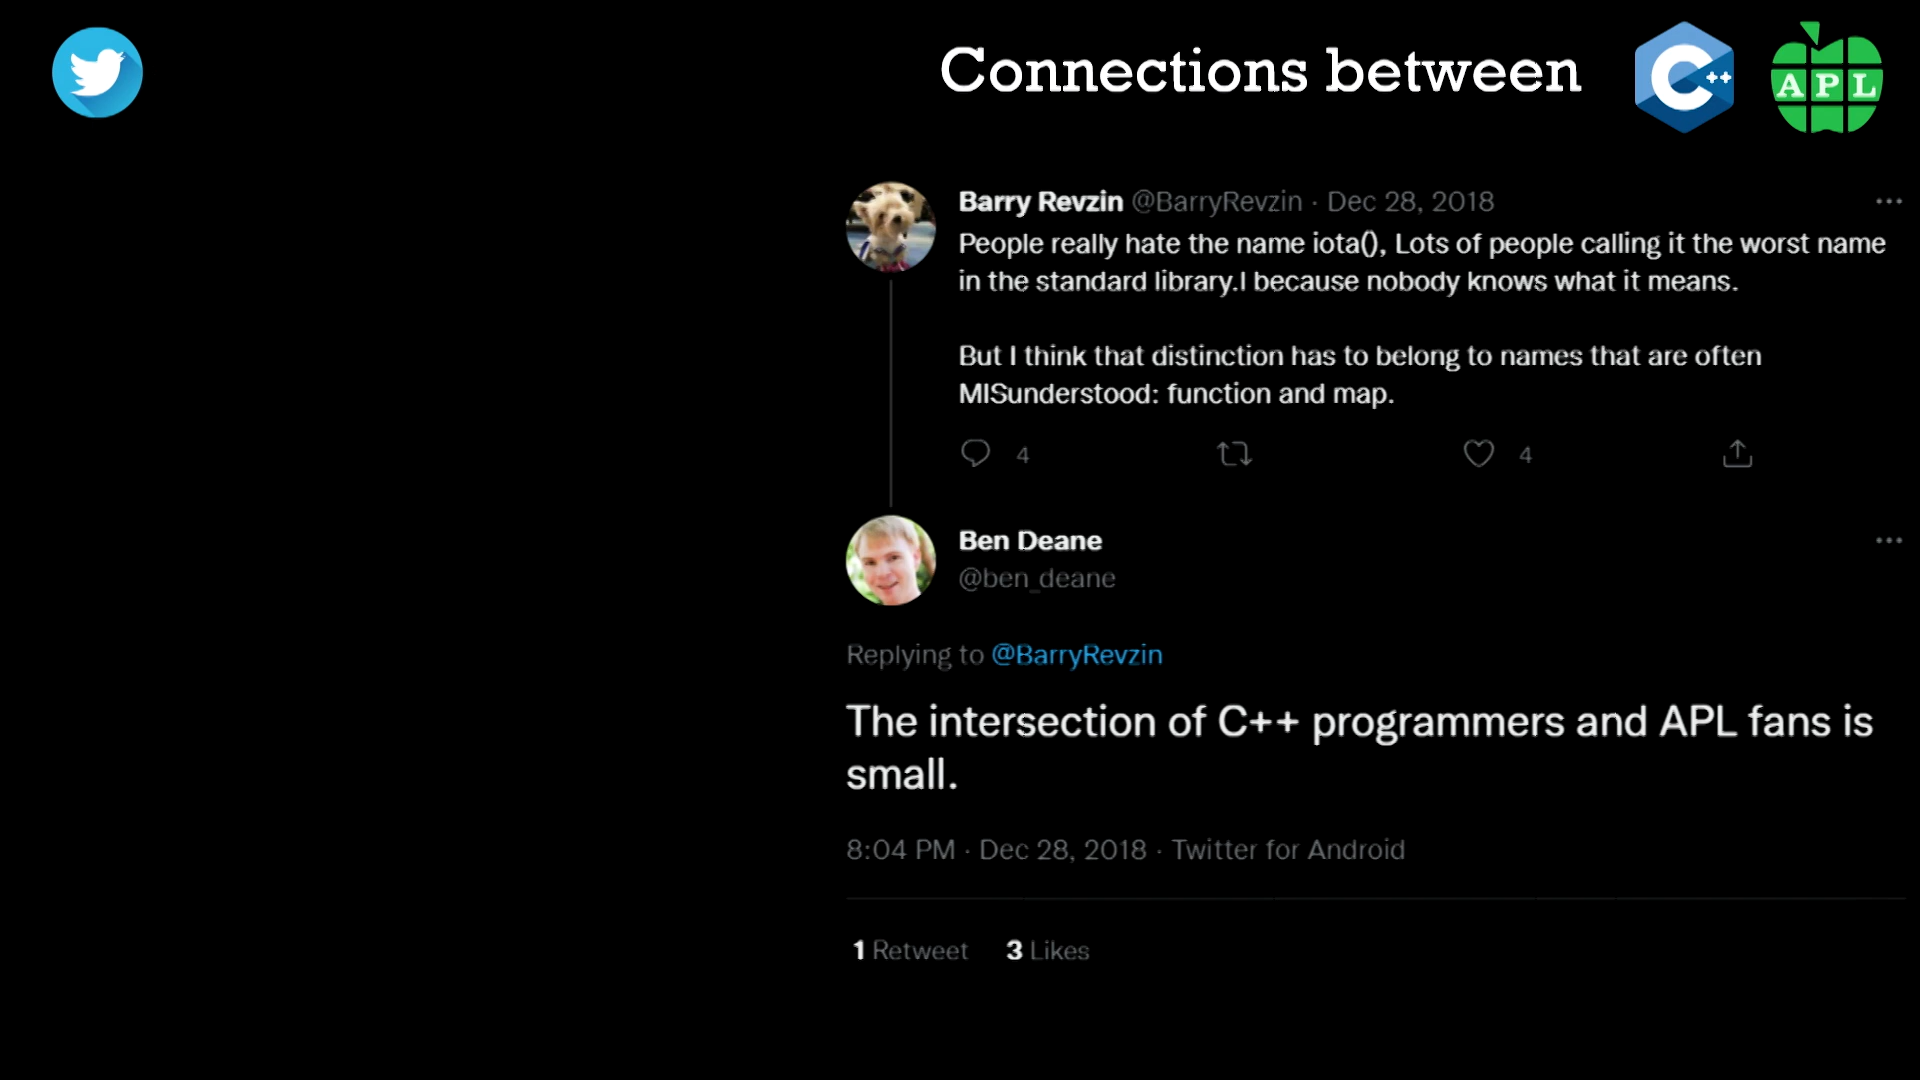 Connections between
C++
APL
Barry Revzin @BarryRevzin · Dec 28, 2018
People really hate the name iota(), Lots of people calling it the worst name
in the standard library.I because nobody knows what it means.
But I think that distinction has to belong to names that are often
MISunderstood: function and map.
4 4
Ben Deane
@ben_deane
Replying to @BarryRevzin
The intersection of C++ programmers and APL fans is
small.
8:04 PM · Dec 28, 2018 · Twitter for Android
1 Retweet 3 Likes